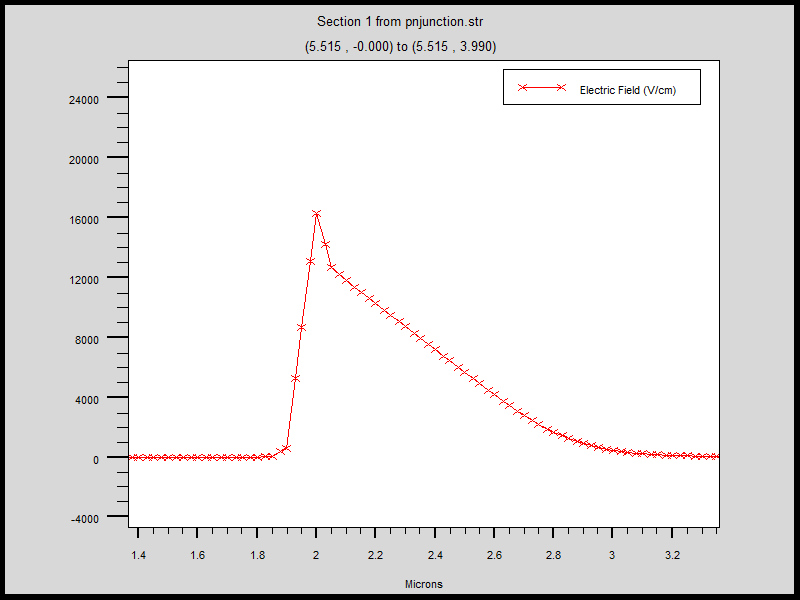 Section 1 from pnjunction.str
(5.515 , -0.000) to (5.515 , 3.990)
Electric Field (V/cm)
24000
20000
16000
12000
8000
4000
0
-4000
1.4 1.6 1.8 2 2.2 2.4 2.6 2.8 3 3.2
Microns